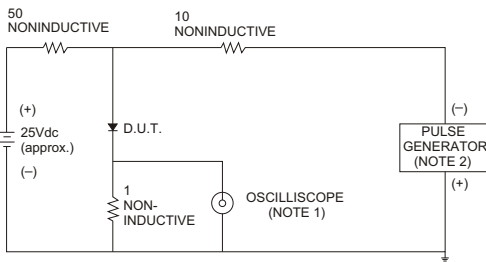 50
NONINDUCTIVE
10
NONINDUCTIVE
(+)
25Vdc
(approx.)
(–)
D.U.T.
1
NON-
INDUCTIVE
OSCILLISCOPE
(NOTE 1)
(–)
PULSE
GENERATOR
(NOTE 2)
(+)